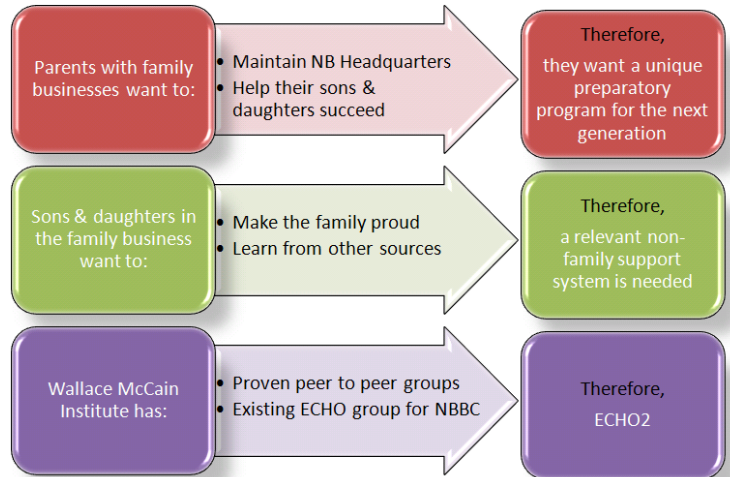 Parents with family
businesses want to:
• Maintain NB Headquarters
• Help their sons &
daughters succeed
Therefore,
they want a unique
preparatory
program for the next
generation
Sons & daughters in
the family business
want to:
• Make the family proud
• Learn from other sources
Therefore,
a relevant non-
family support
system is needed
Wallace McCain
Institute has:
• Proven peer to peer groups
• Existing ECHO group for NBBC
Therefore,
ECHO2